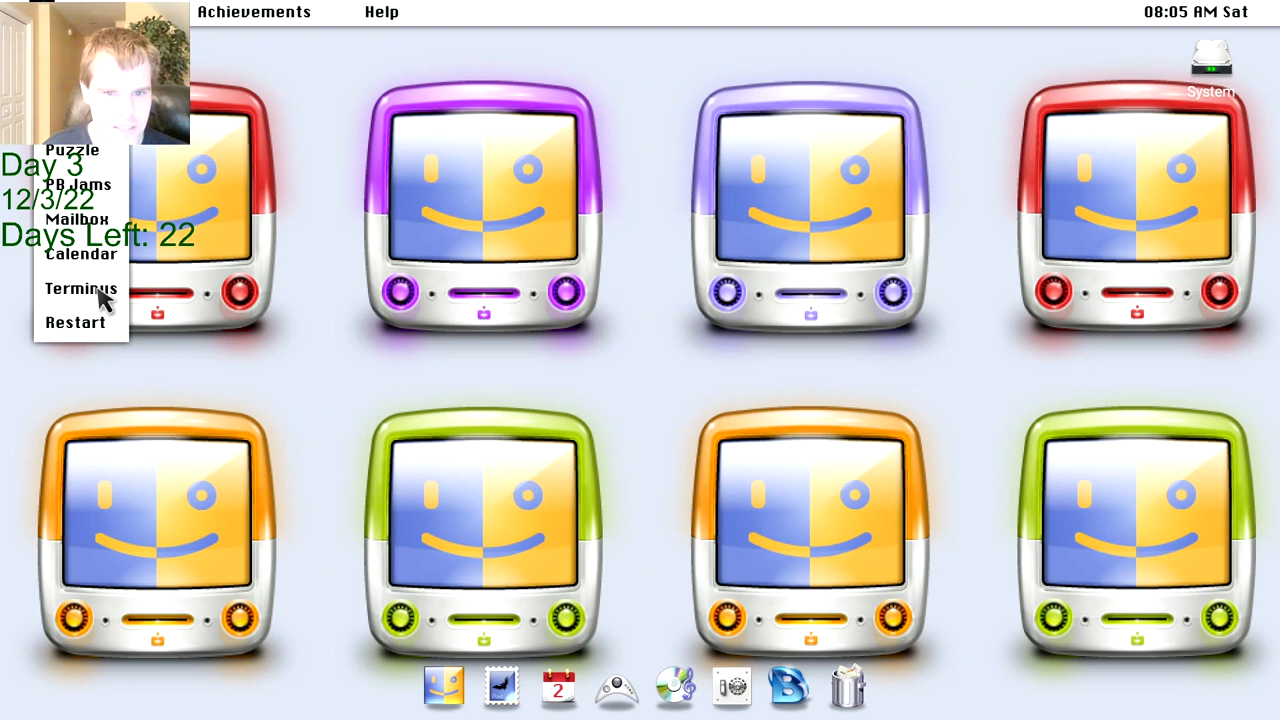 Achievements Help 08:05 AM Sat
System
Puzzle
Day 3
PB Jams
12/3/22
Mailbox
Days Left: 22
Calendar
Terminus
Restart
2